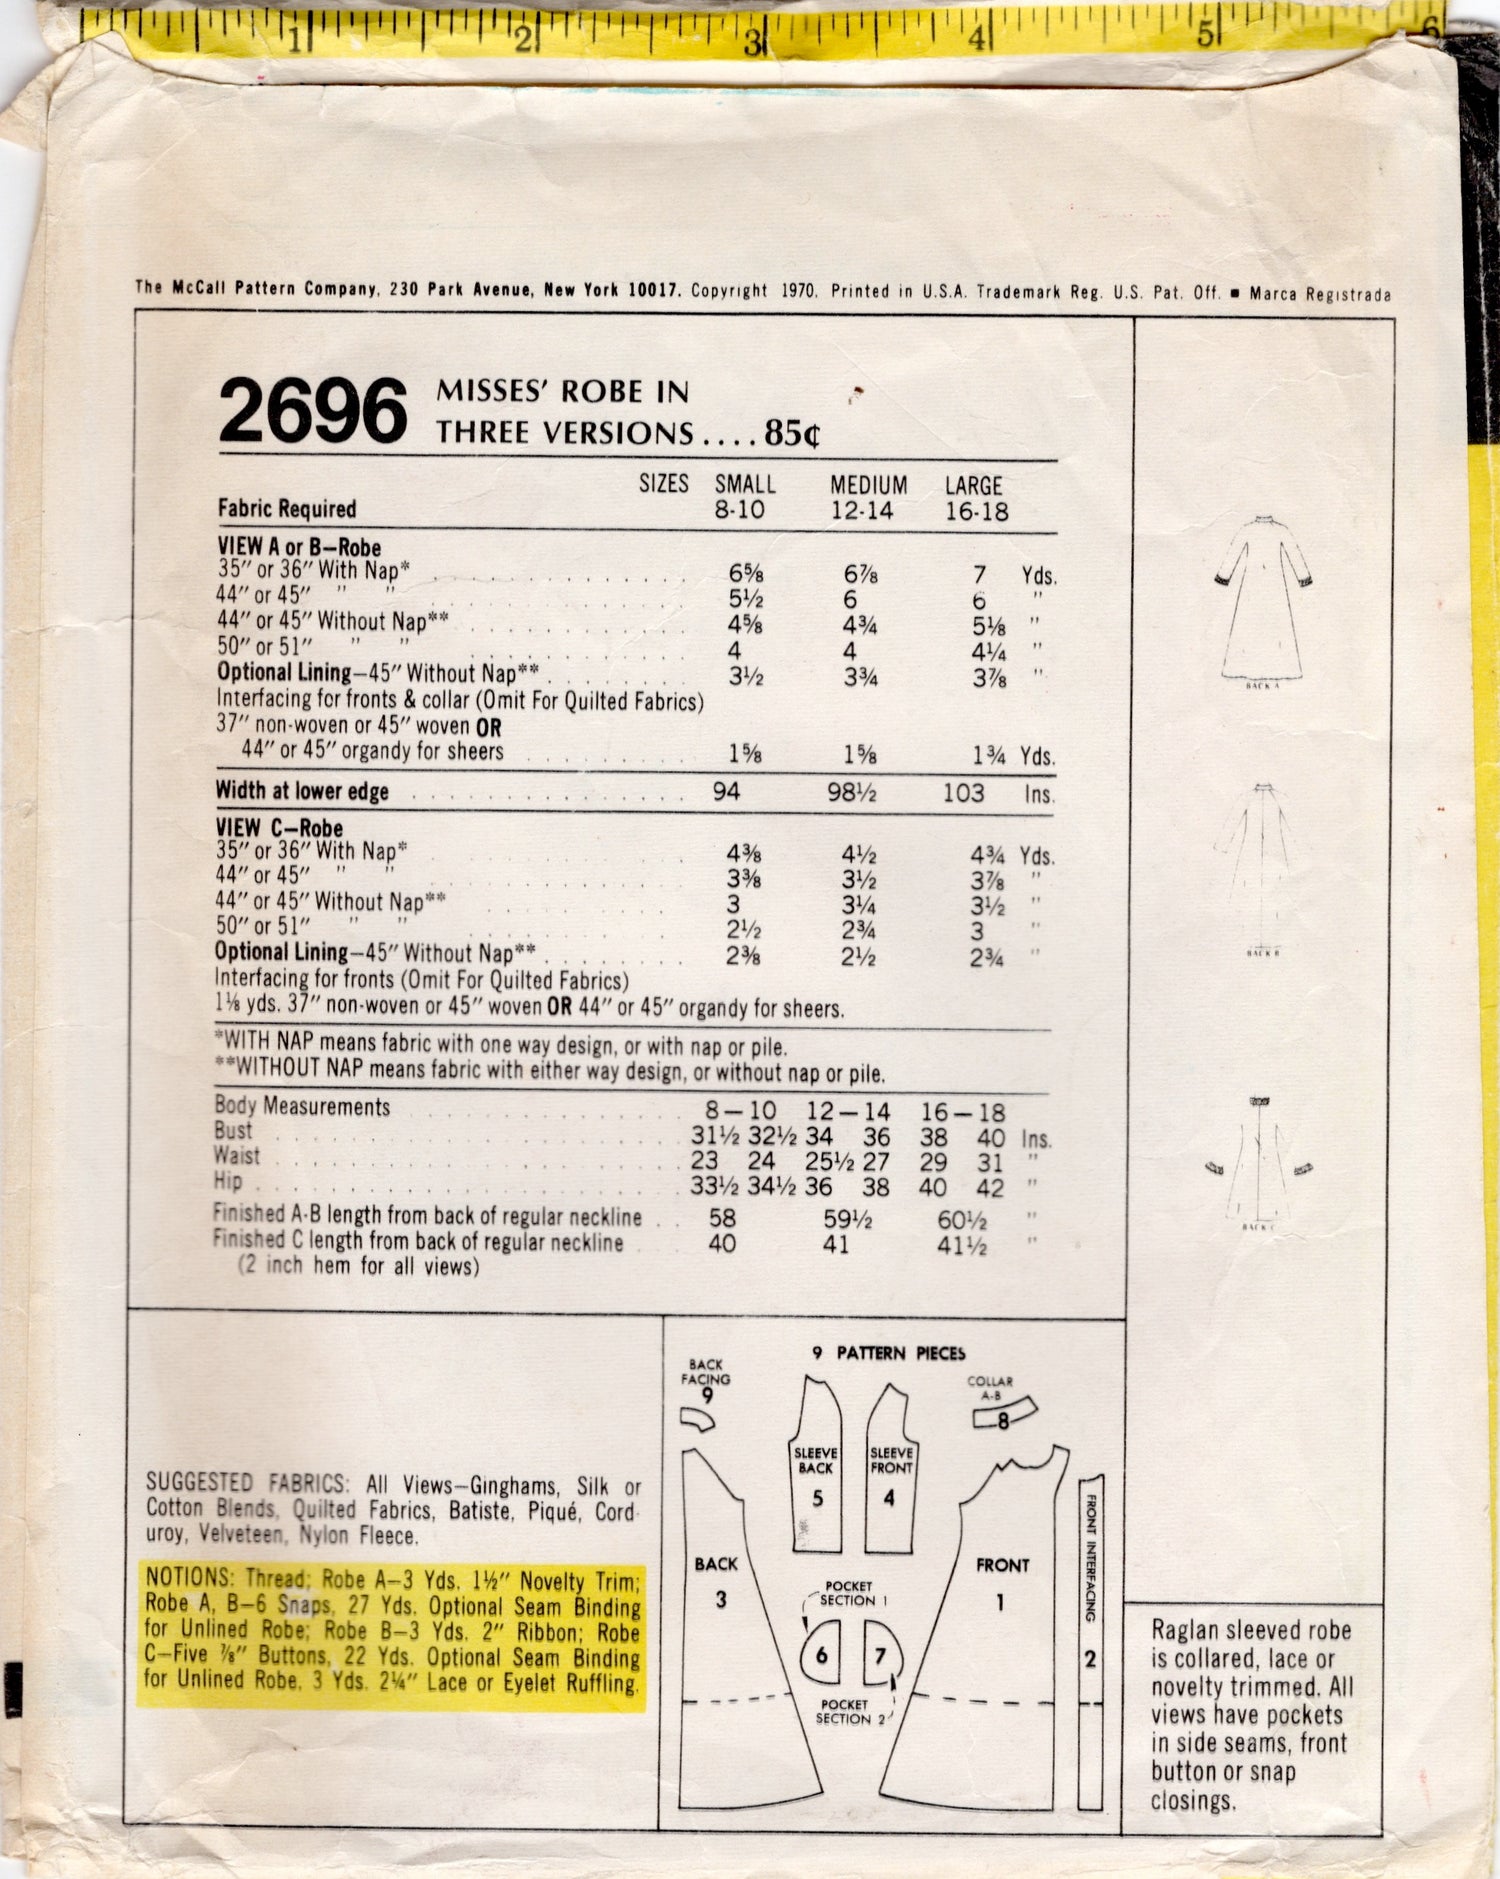 1 2 3 4 5 6
The McCall Pattern Company, 230 Park Avenue, New York 10017. Copyright 1970. Printed in U.S.A. Trademark Reg. U.S. Pat. Off. ■ Marca Registrada
2696 MISSES' ROBE IN
THREE VERSIONS .... 85¢
SIZES SMALL MEDIUM LARGE
Fabric Required 8-10 12-14 16-18
VIEW A or B—Robe
35" or 36" With Nap* 6⅝ 6⅞ 7 Yds.
44" or 45" " " 5½ 6 6 "
44" or 45" Without Nap** 4⅝ 4¾ 5⅛ "
50" or 51" " " 4 4 4¼ "
Optional Lining—45" Without Nap** 3½ 3¾ 3⅞ "
Interfacing for fronts & collar (Omit For Quilted Fabrics)
37" non-woven or 45" woven OR
44" or 45" organdy for sheers 1⅝ 1⅝ 1¾ Yds.
Width at lower edge 94 98½ 103 Ins.
VIEW C—Robe
35" or 36" With Nap* 4⅜ 4½ 4¾ Yds.
44" or 45" " " 3⅜ 3½ 3⅞ "
44" or 45" Without Nap** 3 3¼ 3½ "
50" or 51" " " 2½ 2¾ 3 "
Optional Lining—45" Without Nap** 2⅜ 2½ 2¾ "
Interfacing for fronts (Omit For Quilted Fabrics)
1⅛ yds. 37" non-woven or 45" woven OR 44" or 45" organdy for sheers.
*WITH NAP means fabric with one way design, or with nap or pile.
**WITHOUT NAP means fabric with either way design, or without nap or pile.
Body Measurements 8—10 12—14 16—18
Bust 31½ 32½ 34 36 38 40 Ins.
Waist 23 24 25½ 27 29 31 "
Hip 33½ 34½ 36 38 40 42 "
Finished A-B length from back of regular neckline 58 59½ 60½ "
Finished C length from back of regular neckline 40 41 41½ "
(2 inch hem for all views)
BACK A
BACK B
BACK C
SUGGESTED FABRICS: All Views—Ginghams, Silk or
Cotton Blends, Quilted Fabrics, Batiste, Piqué, Cord-
uroy, Velveteen, Nylon Fleece.
NOTIONS: Thread; Robe A—3 Yds. 1½" Novelty Trim;
Robe A, B—6 Snaps, 27 Yds. Optional Seam Binding
for Unlined Robe; Robe B—3 Yds. 2" Ribbon; Robe
C—Five ⅞" Buttons, 22 Yds. Optional Seam Binding
for Unlined Robe, 3 Yds. 2¼" Lace or Eyelet Ruffling.
9 PATTERN PIECES
BACK
FACING
9
COLLAR
A-B
8
SLEEVE
BACK
5
SLEEVE
FRONT
4
BACK
3
FRONT
1
FRONT INTERFACING
2
POCKET
SECTION 1
6
7
POCKET
SECTION 2
Raglan sleeved robe
is collared, lace or
novelty trimmed. All
views have pockets
in side seams, front
button or snap
closings.